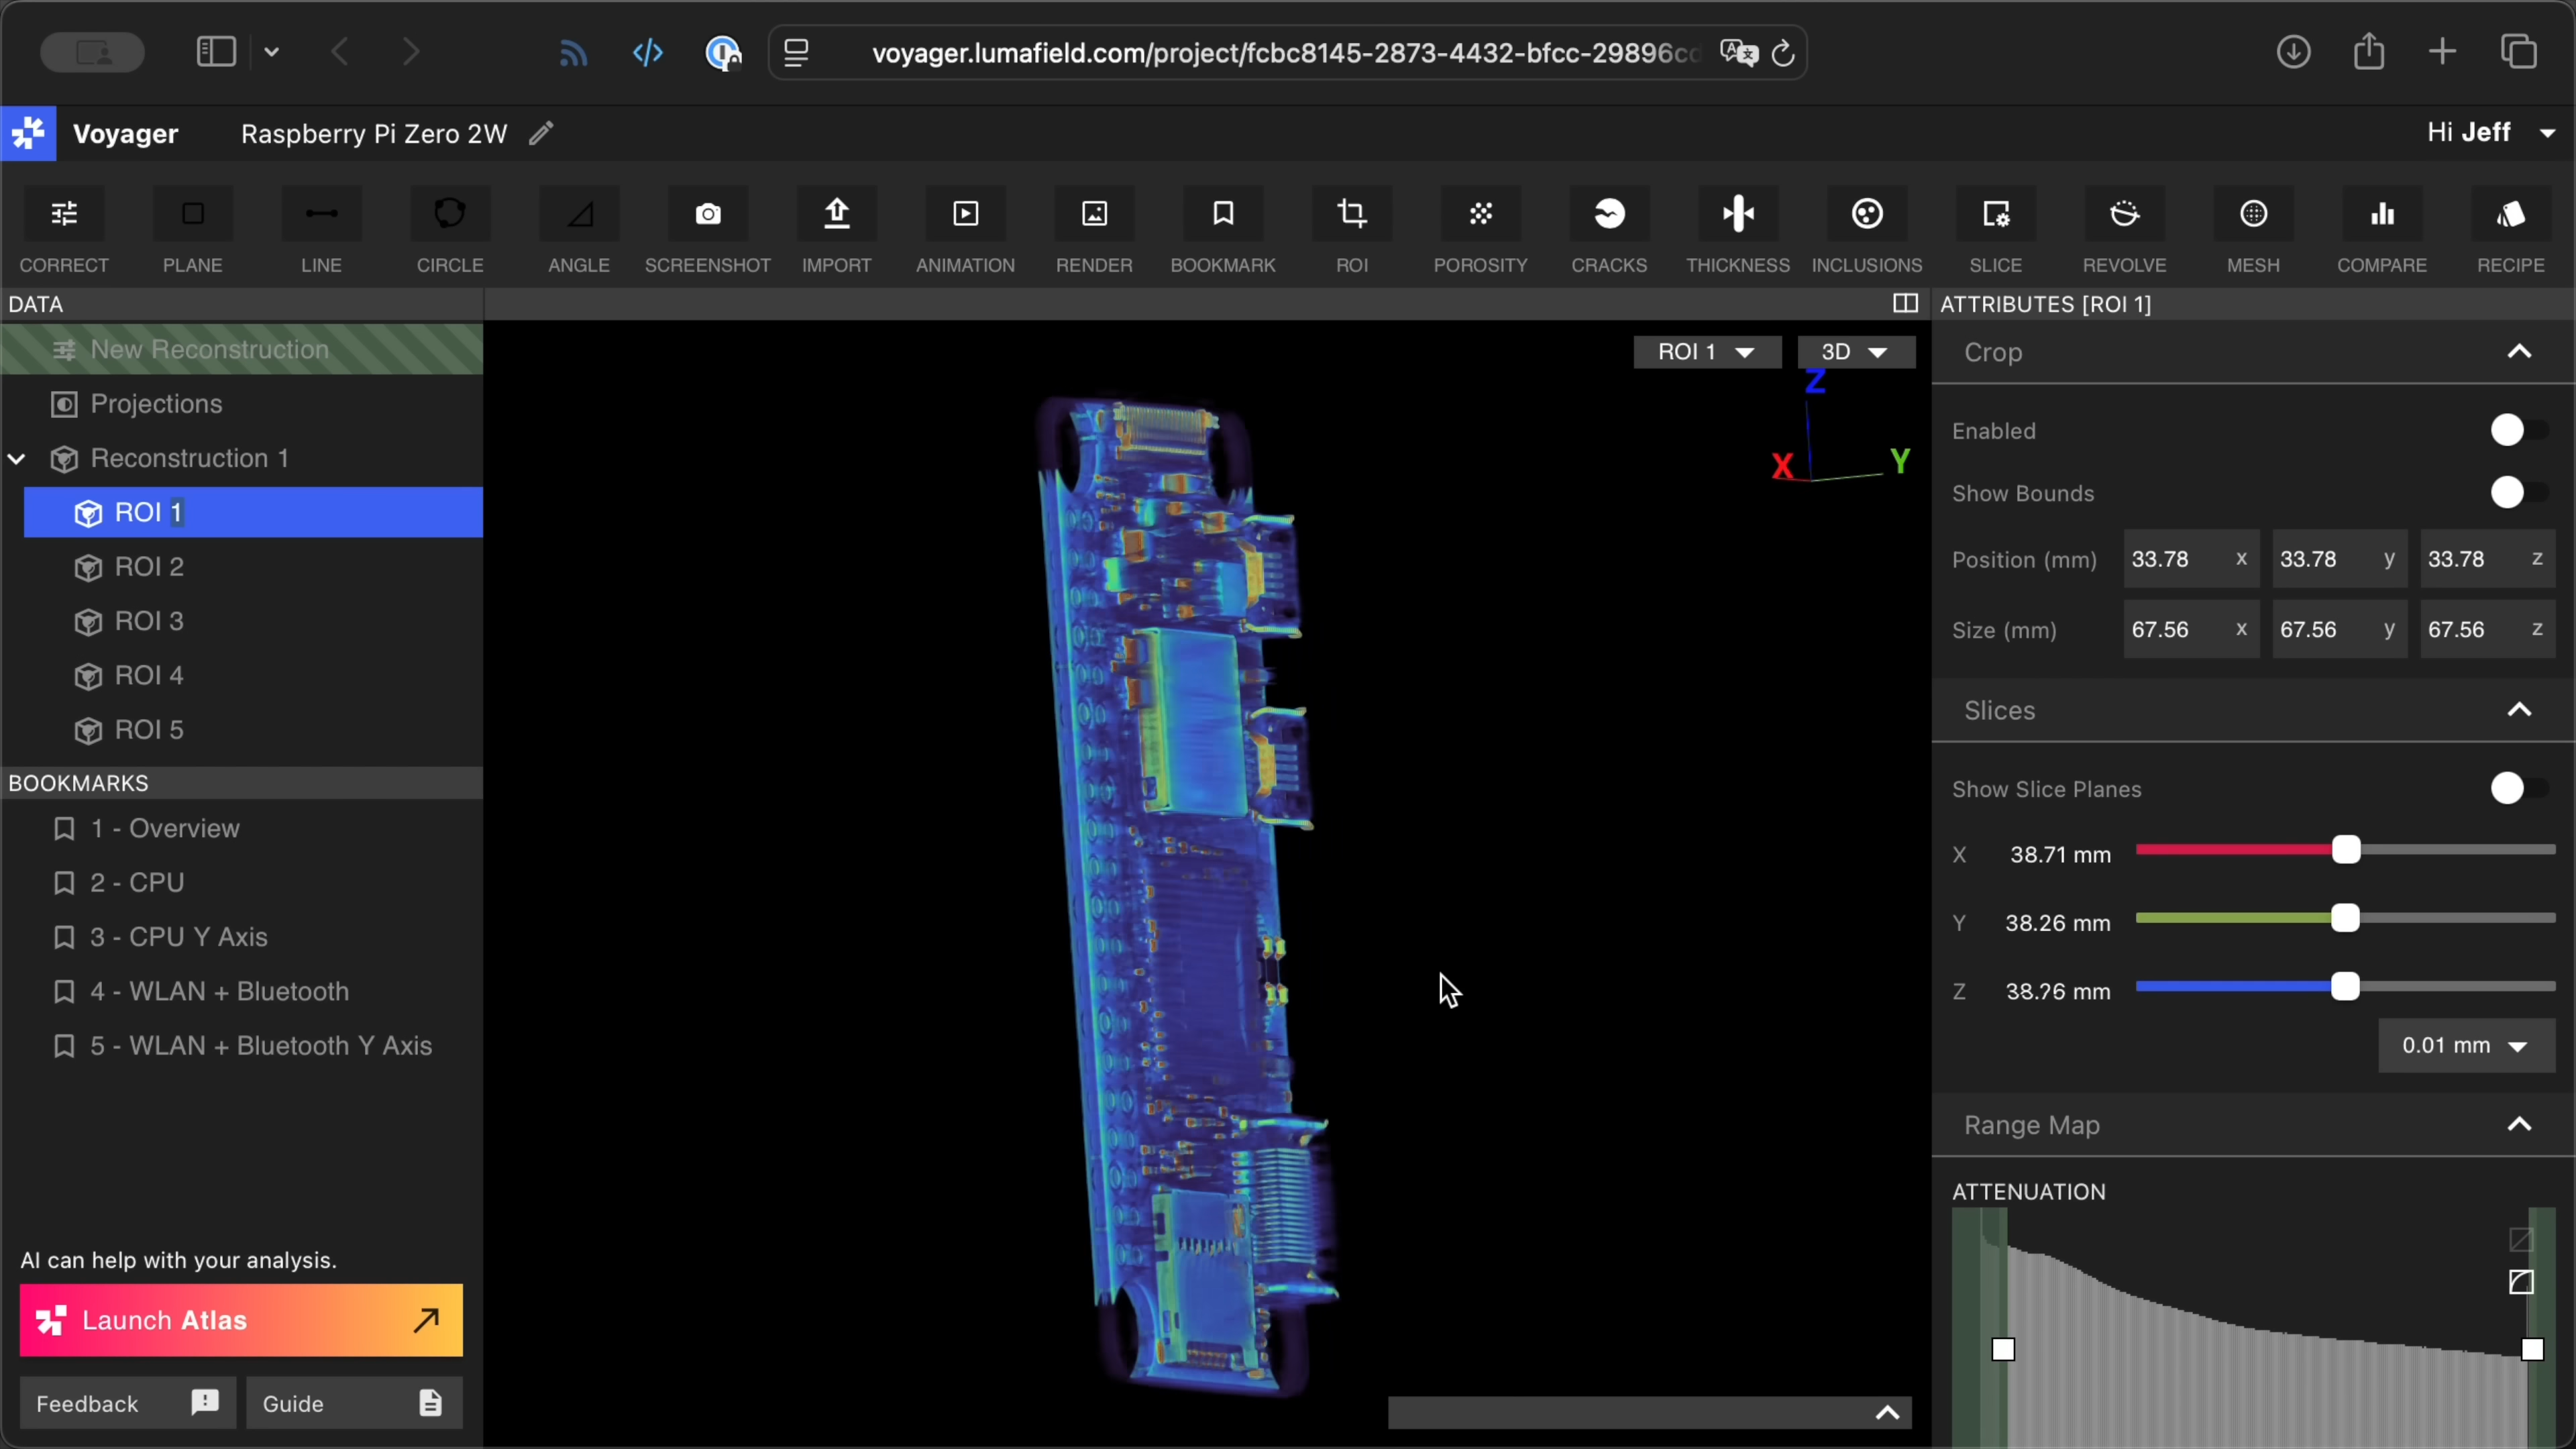 voyager.lumafield.com/project/fcbc8145-2873-4432-bfcc-29896c
Voyager
Raspberry Pi Zero 2W
Hi Jeff
CORRECT
PLANE
LINE
CIRCLE
ANGLE
SCREENSHOT
IMPORT
ANIMATION
RENDER
BOOKMARK
ROI
POROSITY
CRACKS
THICKNESS
INCLUSIONS
SLICE
REVOLVE
MESH
COMPARE
RECIPE
DATA
New Reconstruction
Projections
Reconstruction 1
ROI 1
ROI 2
ROI 3
ROI 4
ROI 5
BOOKMARKS
1 - Overview
2 - CPU
3 - CPU Y Axis
4 - WLAN + Bluetooth
5 - WLAN + Bluetooth Y Axis
AI can help with your analysis.
Launch Atlas
Feedback
Guide
ROI 1
3D
Z
X
Y
ATTRIBUTES [ROI 1]
Crop
Enabled
Show Bounds
Position (mm) 33.78 x 33.78 y 33.78 z
Size (mm) 67.56 x 67.56 y 67.56 z
Slices
Show Slice Planes
X 38.71 mm
Y 38.26 mm
Z 38.76 mm
0.01 mm
Range Map
ATTENUATION